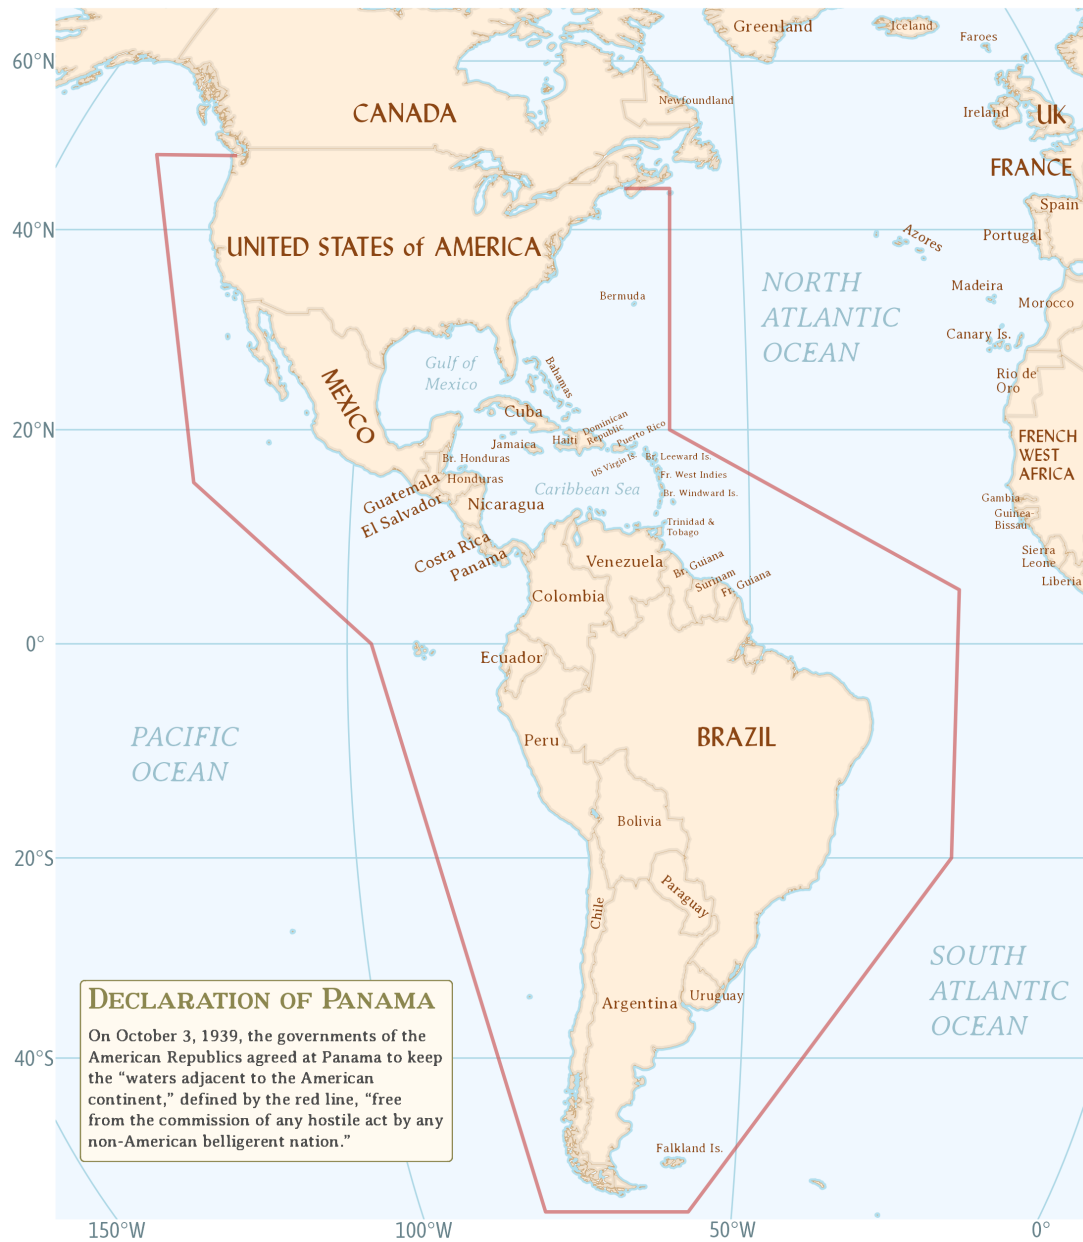 Greenland
Iceland
Faroes
60°N
CANADA
Newfoundland
Ireland
UK
FRANCE
Spain
40°N
UNITED STATES of AMERICA
Azores
Portugal
NORTH
ATLANTIC
OCEAN
Madeira
Bermuda
Morocco
Canary Is.
Gulf of
Mexico
Bahamas
Rio de
Oro
MEXICO
Cuba
20°N
Haiti
Dominican
Republic
Puerto Rico
Jamaica
FRENCH
WEST
AFRICA
Br. Honduras
US Virgin Is.
Br. Leeward Is.
Honduras
Fr. West Indies
Guatemala
Caribbean Sea
Br. Windward Is.
El Salvador
Nicaragua
Gambia
Guinea-
Bissau
Trinidad &
Tobago
Costa Rica
Panama
Sierra
Leone
Venezuela
Br. Guiana
Surinam
Fr. Guiana
Liberia
Colombia
0°
Ecuador
PACIFIC
OCEAN
Peru
BRAZIL
Bolivia
20°S
Paraguay
Chile
SOUTH
ATLANTIC
OCEAN
Argentina
Uruguay
DECLARATION OF PANAMA
On October 3, 1939, the governments of the
American Republics agreed at Panama to keep
the “waters adjacent to the American
continent,” defined by the red line, “free
from the commission of any hostile act by any
non-American belligerent nation.”
40°S
Falkland Is.
150°W
100°W
50°W
0°